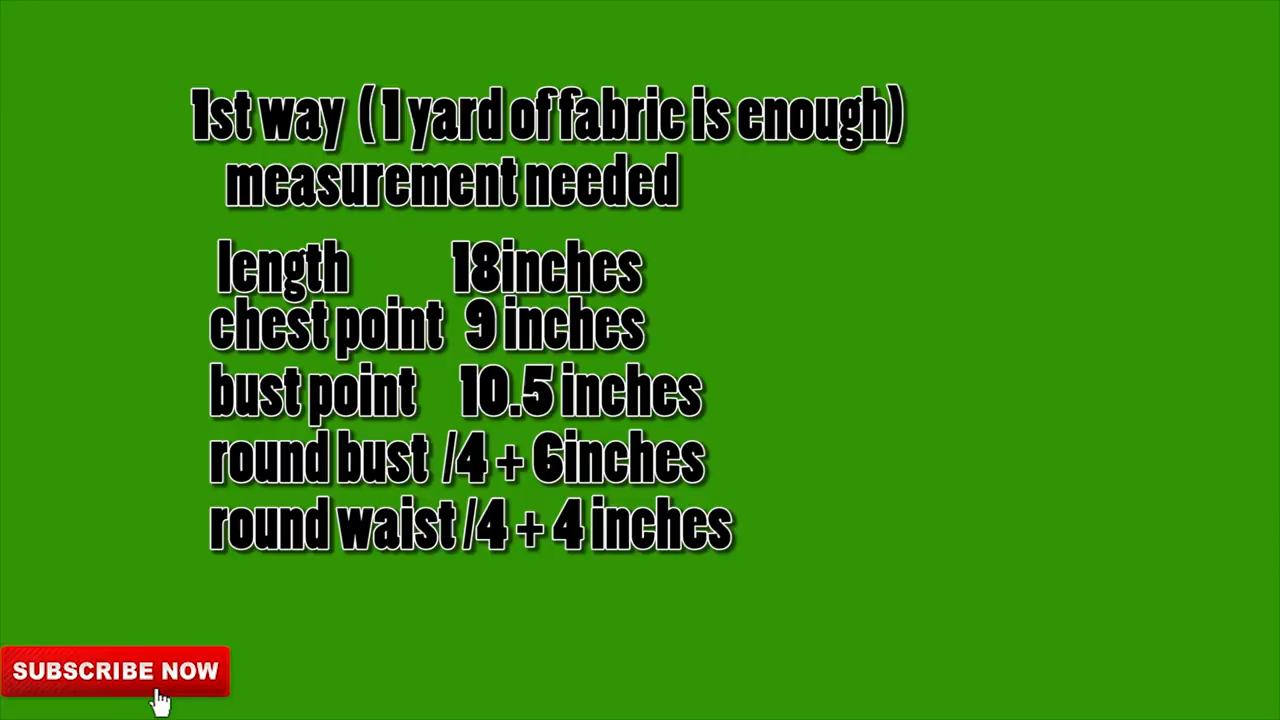 1st way ( 1 yard of fabric is enough)
measurement needed
length 18inches
chest point 9 inches
bust point 10.5 inches
round bust /4 + 6inches
round waist /4 + 4 inches
SUBSCRIBE NOW